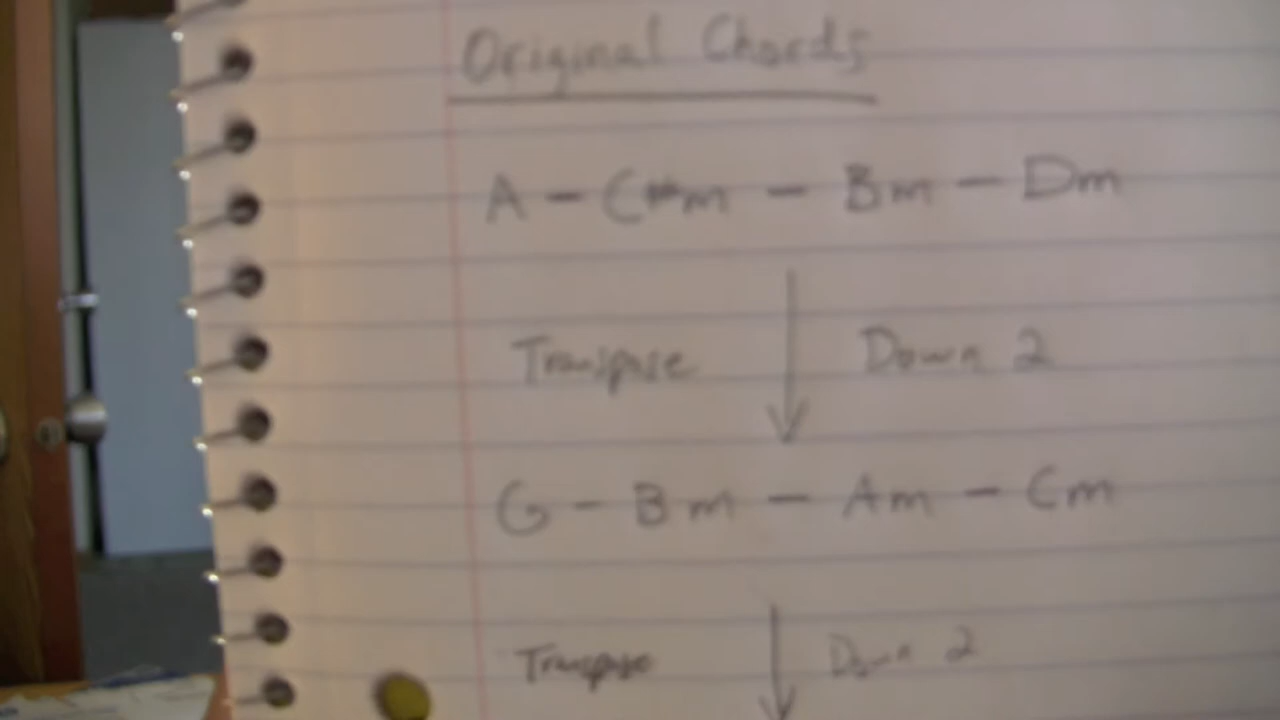 Original Chords
A - C#m - Bm - Dm
Transpose Down 2
G - Bm - Am - Cm
Transpose Down 2